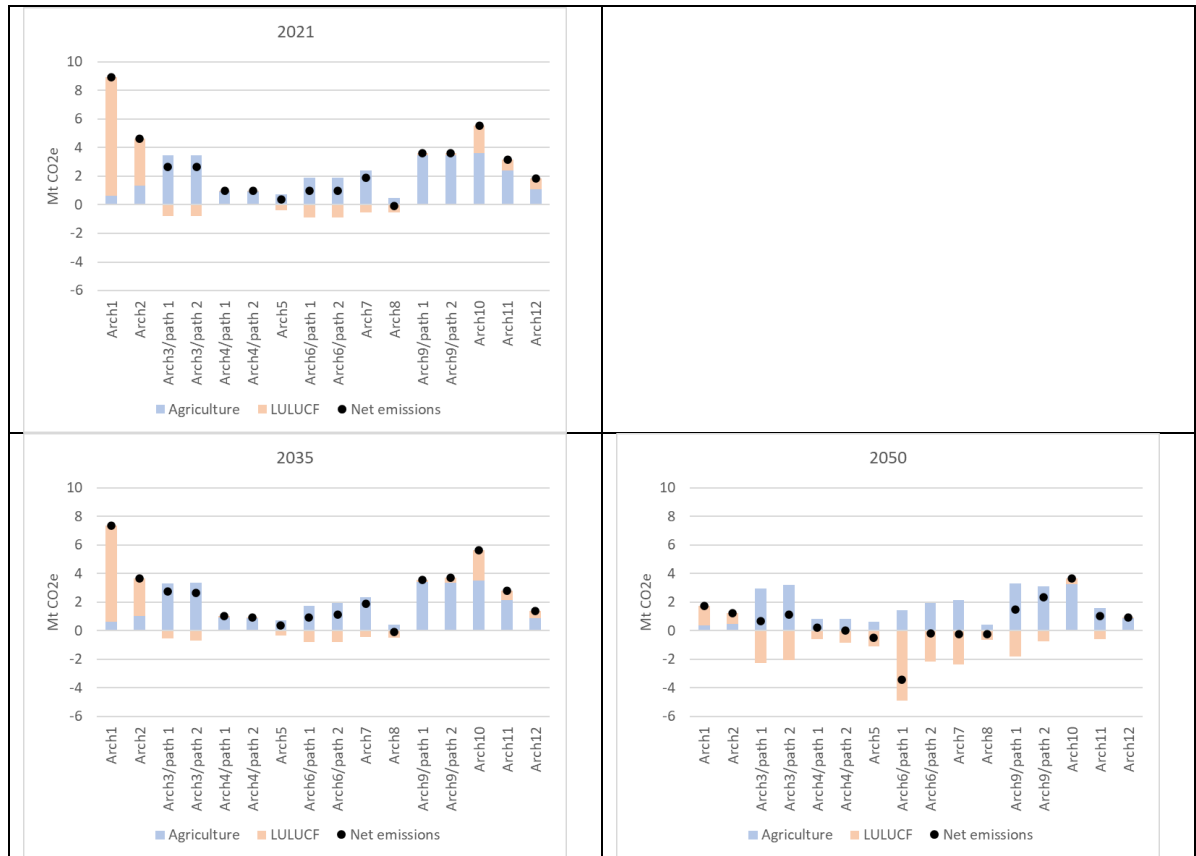 2021
10
8
6
4
2
0
-2
-4
-6
Mt CO2e
Arch1
Arch2
Arch3/path 1
Arch3/path 2
Arch4/path 1
Arch4/path 2
Arch5
Arch6/path 1
Arch6/path 2
Arch7
Arch8
Arch9/path 1
Arch9/path 2
Arch10
Arch11
Arch12
Agriculture LULUCF Net emissions
2035
10
8
6
4
2
0
-2
-4
-6
Mt CO2e
Arch1
Arch2
Arch3/path 1
Arch3/path 2
Arch4/path 1
Arch4/path 2
Arch5
Arch6/path 1
Arch6/path 2
Arch7
Arch8
Arch9/path 1
Arch9/path 2
Arch10
Arch11
Arch12
Agriculture LULUCF Net emissions
2050
10
8
6
4
2
0
-2
-4
-6
Mt CO2e
Arch1
Arch2
Arch3/path 1
Arch3/path 2
Arch4/path 1
Arch4/path 2
Arch5
Arch6/path 1
Arch6/path 2
Arch7
Arch8
Arch9/path 1
Arch9/path 2
Arch10
Arch11
Arch12
Agriculture LULUCF Net emissions